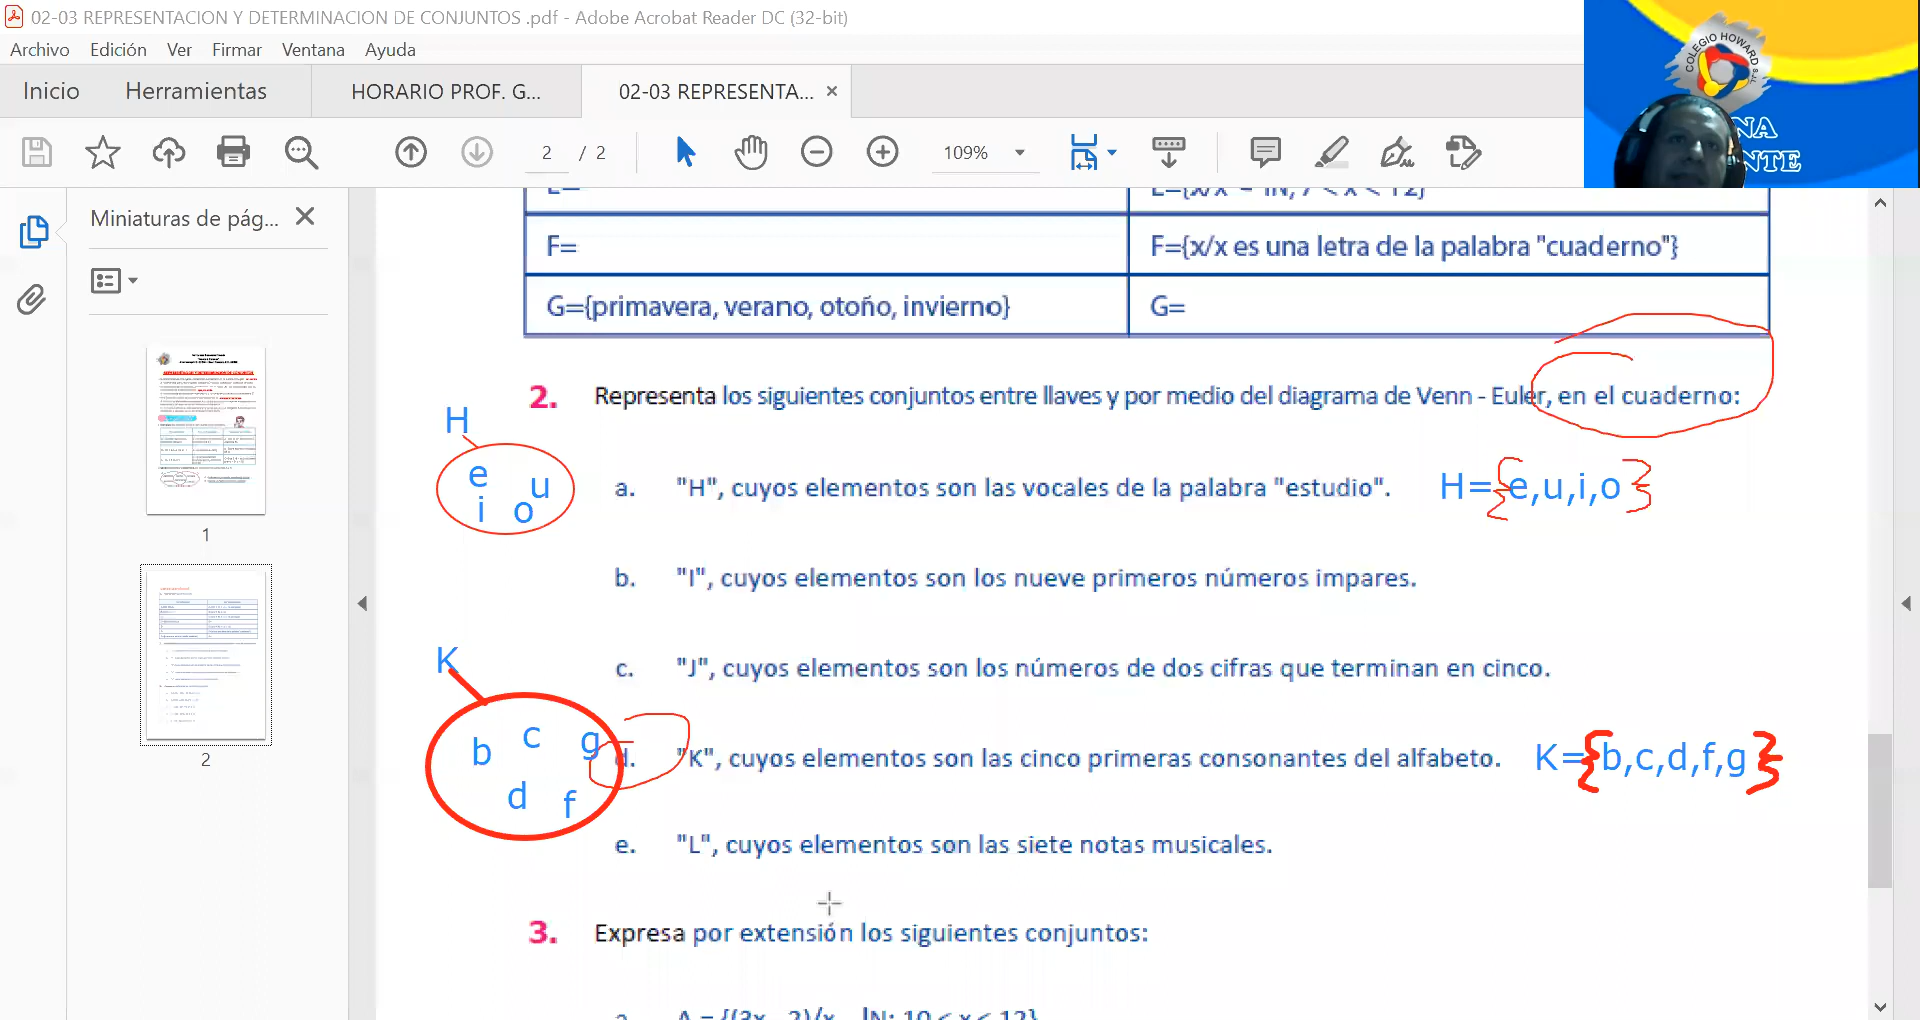 02-03 REPRESENTACION Y DETERMINACION DE CONJUNTOS .pdf - Adobe Acrobat Reader DC (32-bit)
Archivo Edición Ver Firmar Ventana Ayuda
Inicio Herramientas HORARIO PROF. G... 02-03 REPRESENTA... ×
2 / 2 109%
COLEGIO HOWARD S.I.
NA
NTE
Miniaturas de pág...
F= F={x/x es una letra de la palabra "cuaderno"}
G={primavera, verano, otoño, invierno} G=
2. Representa los siguientes conjuntos entre llaves y por medio del diagrama de Venn - Euler, en el cuaderno:
H
e u
i o
a. "H", cuyos elementos son las vocales de la palabra "estudio". H={e,u,i,o}
b. "I", cuyos elementos son los nueve primeros números impares.
c. "J", cuyos elementos son los números de dos cifras que terminan en cinco.
K
b c g
d f
d. "K", cuyos elementos son las cinco primeras consonantes del alfabeto. K={b,c,d,f,g}
e. "L", cuyos elementos son las siete notas musicales.
3. Expresa por extensión los siguientes conjuntos:
1
2